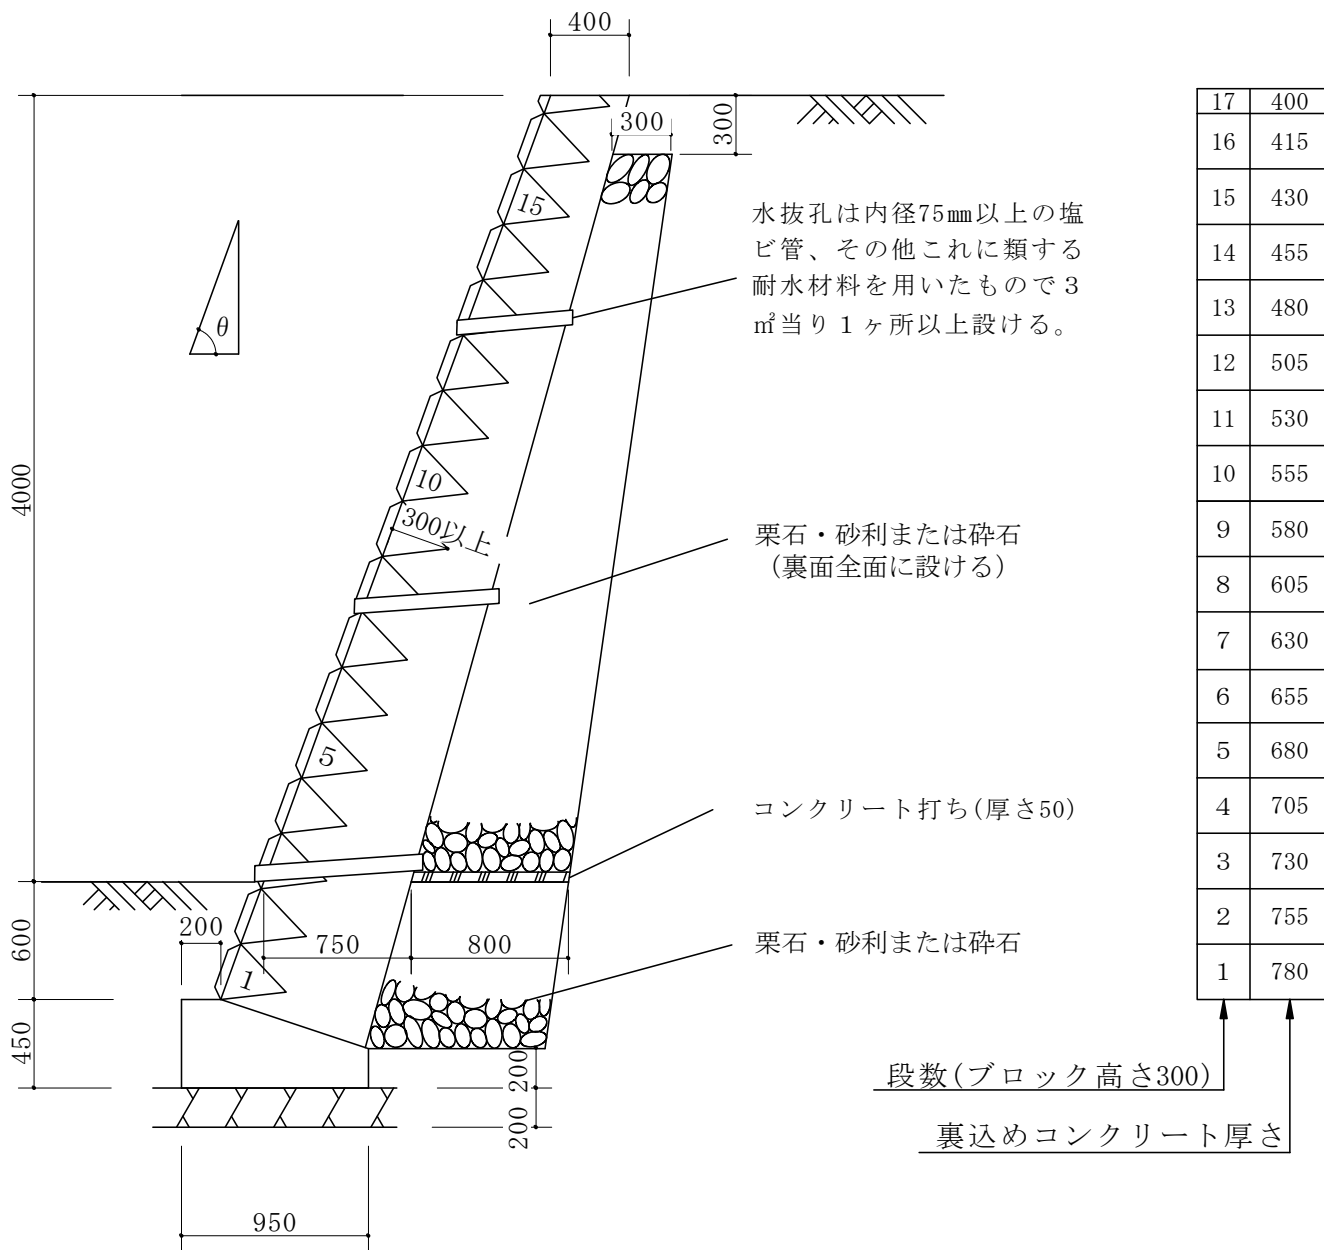 400
300
300
4000
15
θ
水抜孔は内径75㎜以上の塩
ビ管、その他これに類する
耐水材料を用いたもので３
㎡当り１ヶ所以上設ける。
10
300以上
栗石・砂利または砕石
(裏面全面に設ける)
5
コンクリート打ち(厚さ50)
200
750
800
栗石・砂利または砕石
600
1
450
200
200
950
17 400
16 415
15 430
14 455
13 480
12 505
11 530
10 555
9 580
8 605
7 630
6 655
5 680
4 705
3 730
2 755
1 780
段数(ブロック高さ300)
裏込めコンクリート厚さ